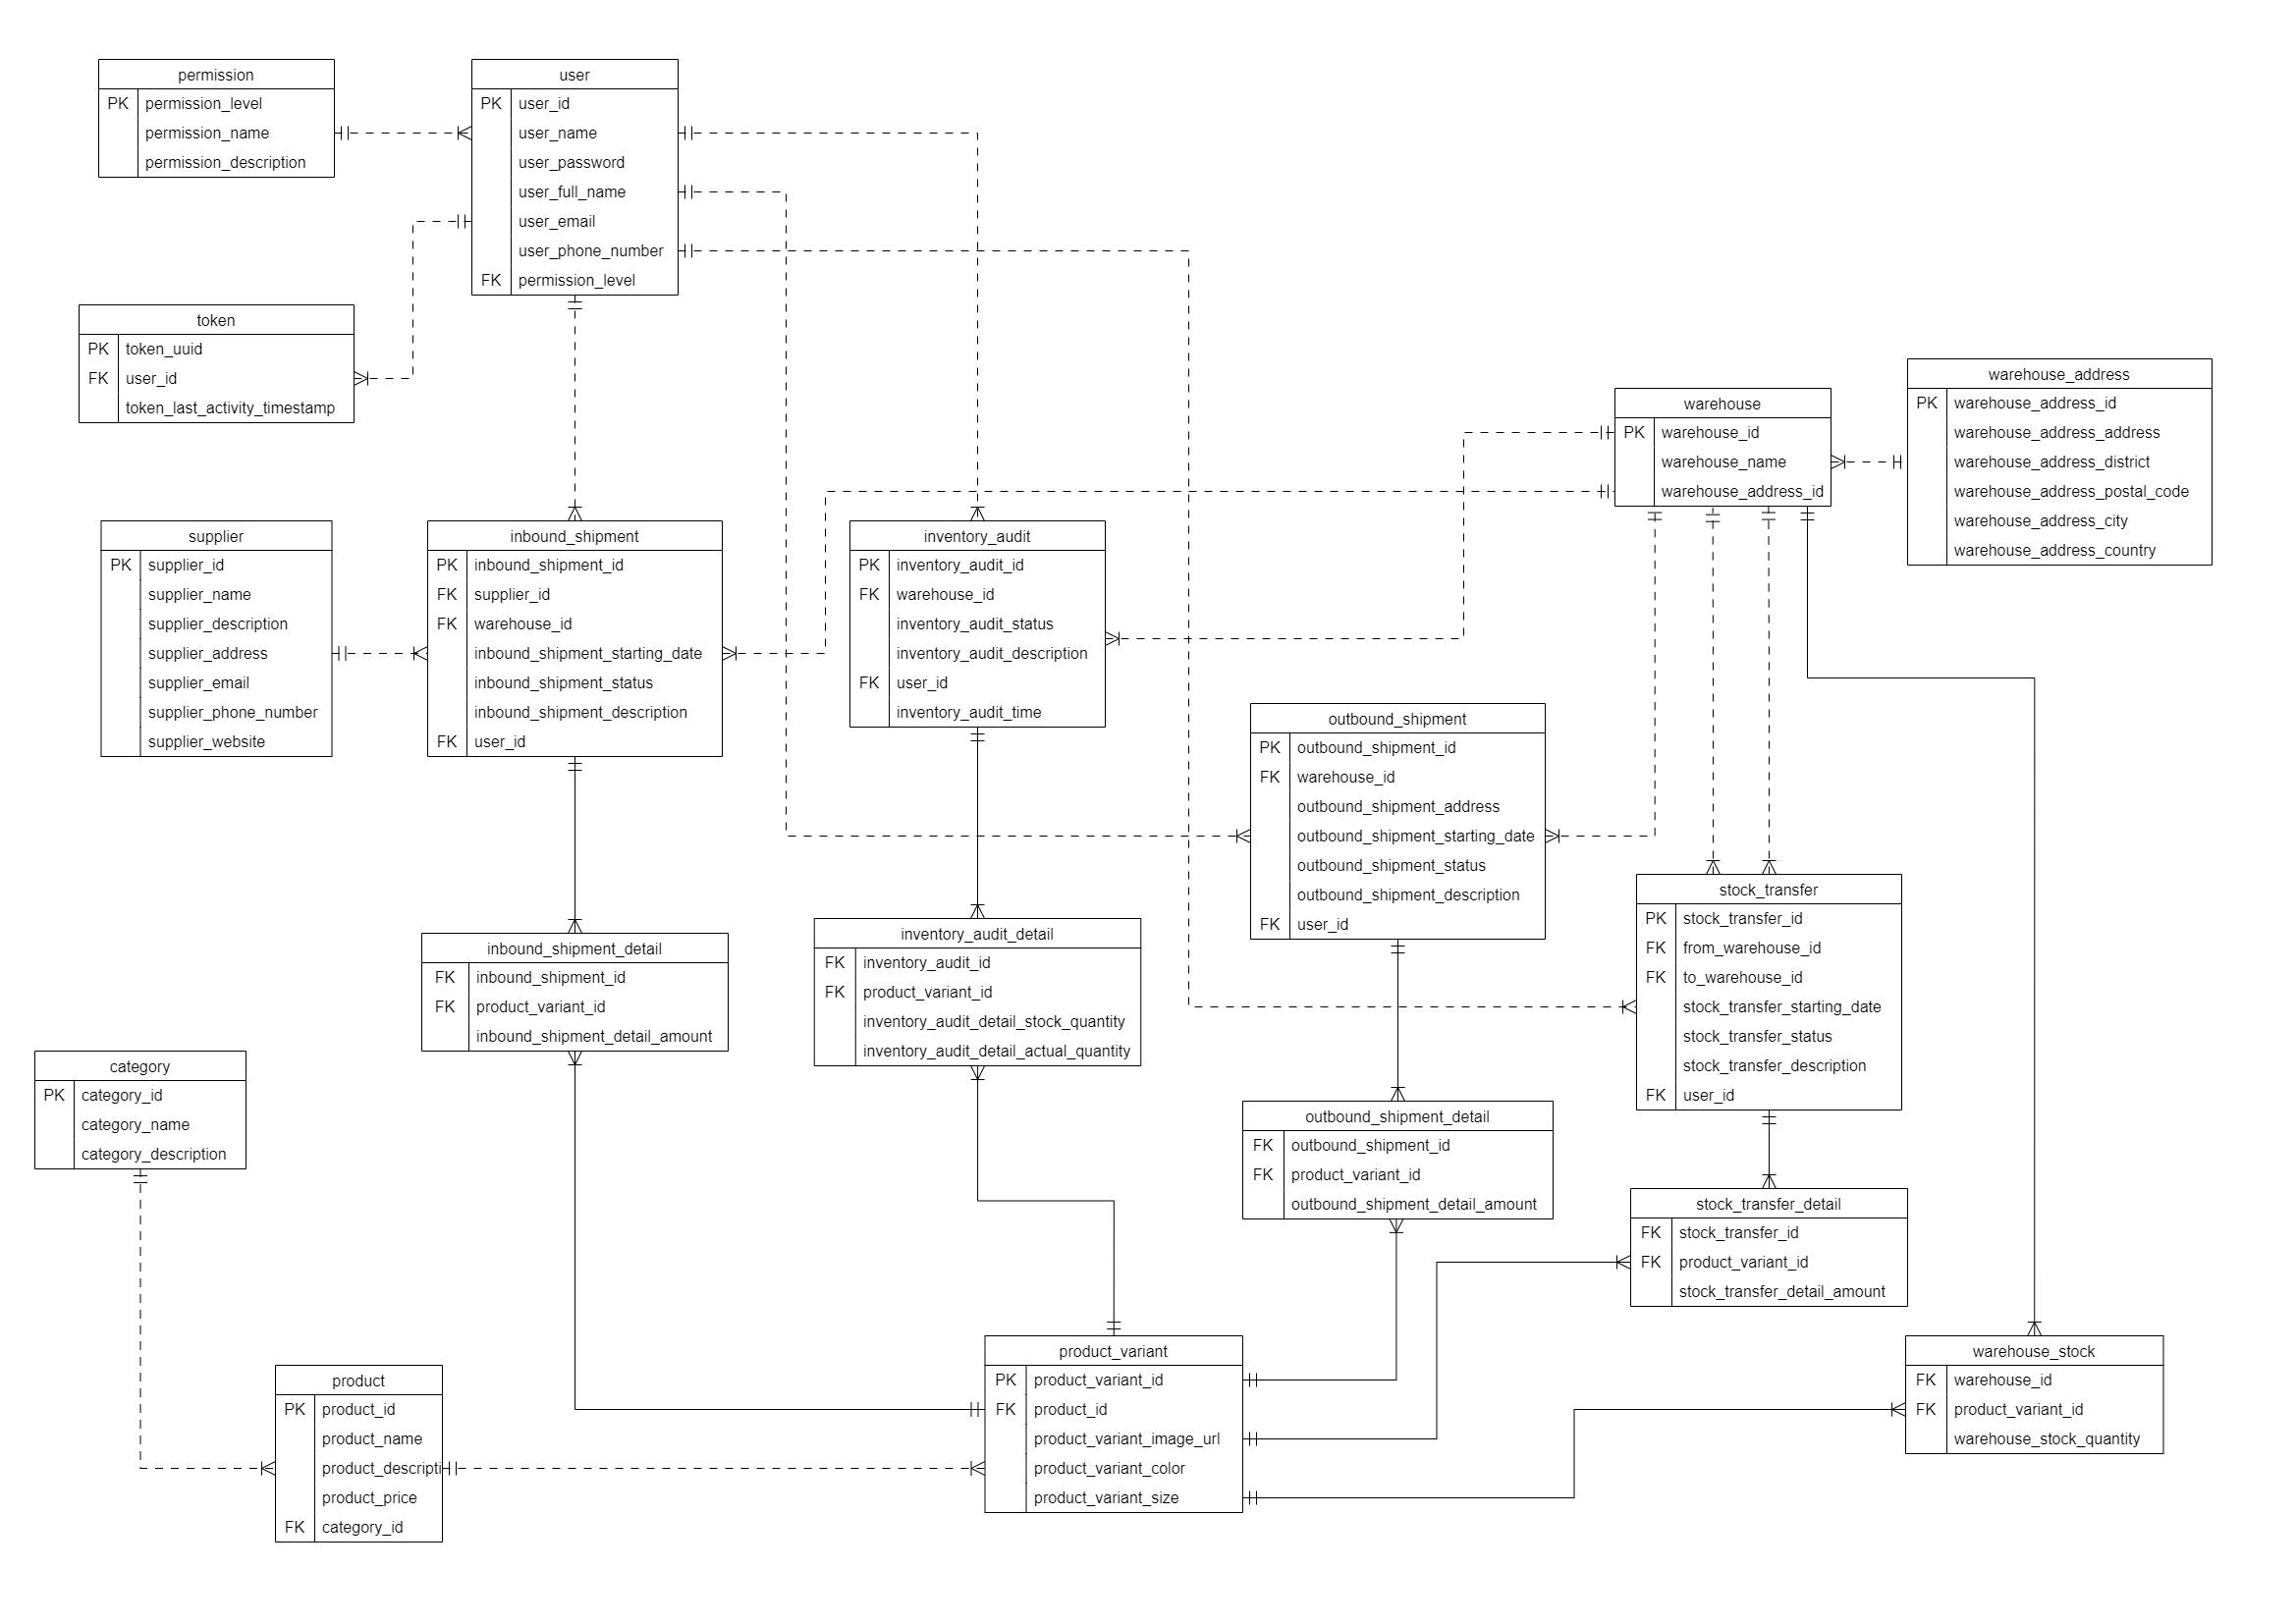 permission
PK permission_level
permission_name
permission_description
user
PK user_id
user_name
user_password
user_full_name
user_email
user_phone_number
FK permission_level
token
PK token_uuid
FK user_id
token_last_activity_timestamp
warehouse
PK warehouse_id
warehouse_name
warehouse_address_id
warehouse_address
PK warehouse_address_id
warehouse_address_address
warehouse_address_district
warehouse_address_postal_code
warehouse_address_city
warehouse_address_country
supplier
PK supplier_id
supplier_name
supplier_description
supplier_address
supplier_email
supplier_phone_number
supplier_website
inbound_shipment
PK inbound_shipment_id
FK supplier_id
FK warehouse_id
inbound_shipment_starting_date
inbound_shipment_status
inbound_shipment_description
FK user_id
inventory_audit
PK inventory_audit_id
FK warehouse_id
inventory_audit_status
inventory_audit_description
FK user_id
inventory_audit_time
outbound_shipment
PK outbound_shipment_id
FK warehouse_id
outbound_shipment_address
outbound_shipment_starting_date
outbound_shipment_status
outbound_shipment_description
FK user_id
stock_transfer
PK stock_transfer_id
FK from_warehouse_id
FK to_warehouse_id
stock_transfer_starting_date
stock_transfer_status
stock_transfer_description
FK user_id
inbound_shipment_detail
FK inbound_shipment_id
FK product_variant_id
inbound_shipment_detail_amount
inventory_audit_detail
FK inventory_audit_id
FK product_variant_id
inventory_audit_detail_stock_quantity
inventory_audit_detail_actual_quantity
category
PK category_id
category_name
category_description
outbound_shipment_detail
FK outbound_shipment_id
FK product_variant_id
outbound_shipment_detail_amount
stock_transfer_detail
FK stock_transfer_id
FK product_variant_id
stock_transfer_detail_amount
product
PK product_id
product_name
product_descripti
product_price
FK category_id
product_variant
PK product_variant_id
FK product_id
product_variant_image_url
product_variant_color
product_variant_size
warehouse_stock
FK warehouse_id
FK product_variant_id
warehouse_stock_quantity